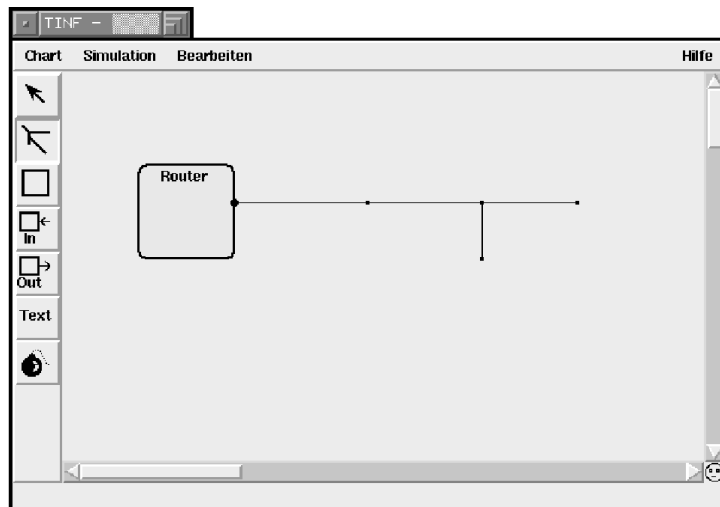 TINF -
Chart Simulation Bearbeiten Hilfe
Router
In
Out
Text